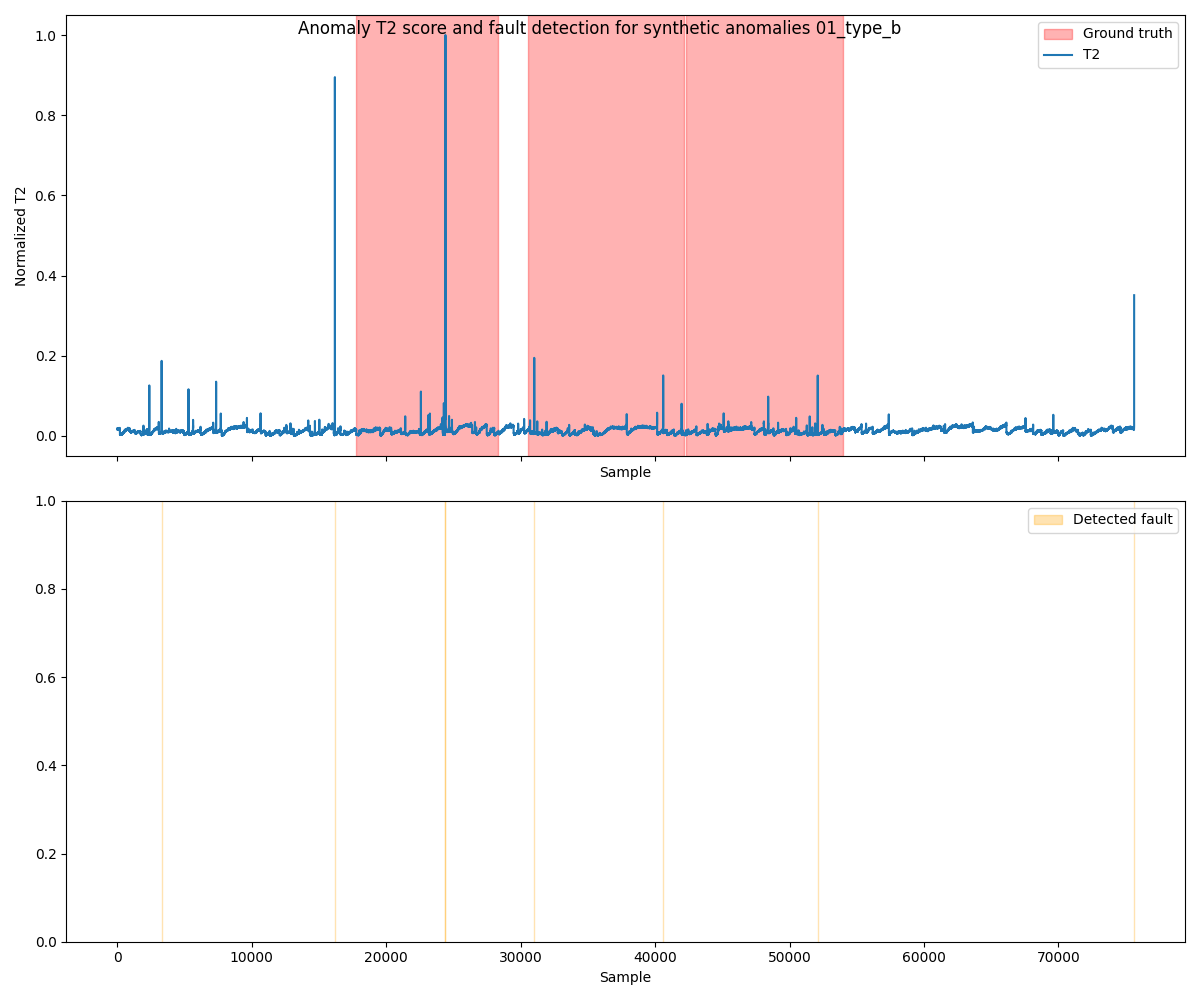 Anomaly T2 score and fault detection for synthetic anomalies 01_type_b
Ground truth
T2
1.0
0.8
0.6
0.4
0.2
0.0
Normalized T2
Sample
Detected fault
1.0
0.8
0.6
0.4
0.2
0.0
0 10000 20000 30000 40000 50000 60000 70000
Sample